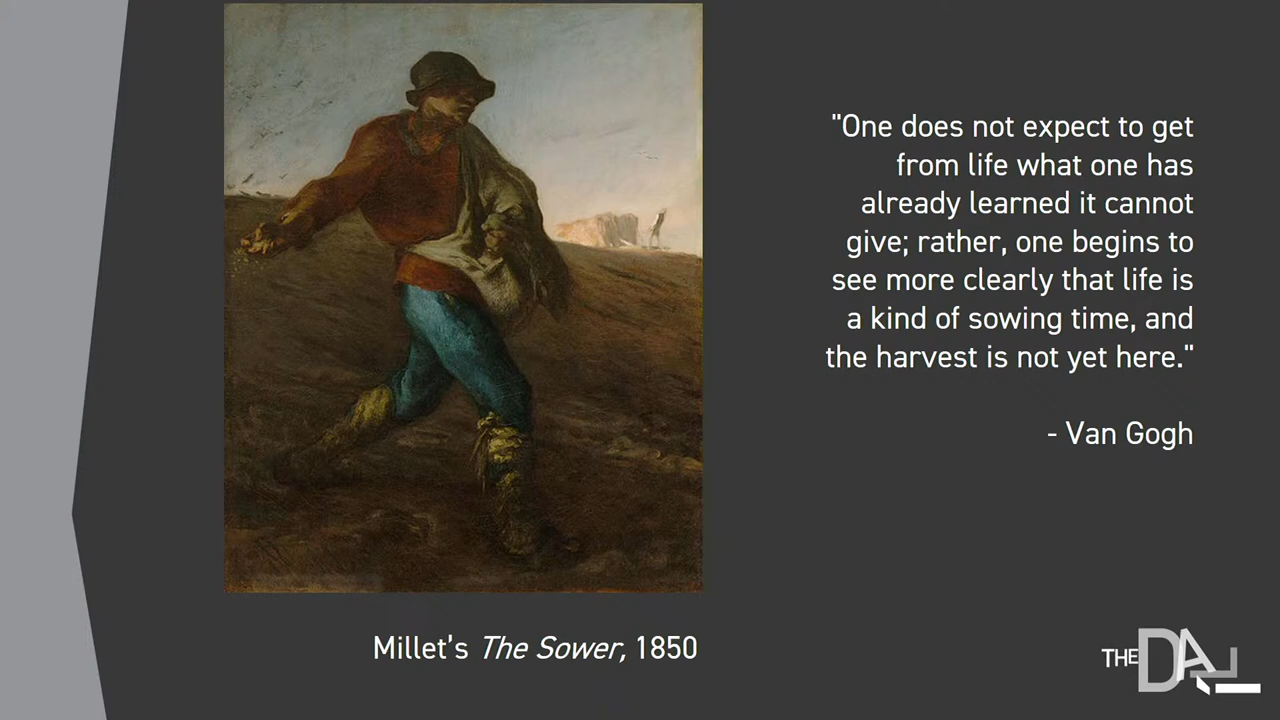 "One does not expect to get
from life what one has
already learned it cannot
give; rather, one begins to
see more clearly that life is
a kind of sowing time, and
the harvest is not yet here."
- Van Gogh
Millet’s The Sower, 1850
THE DALÍ